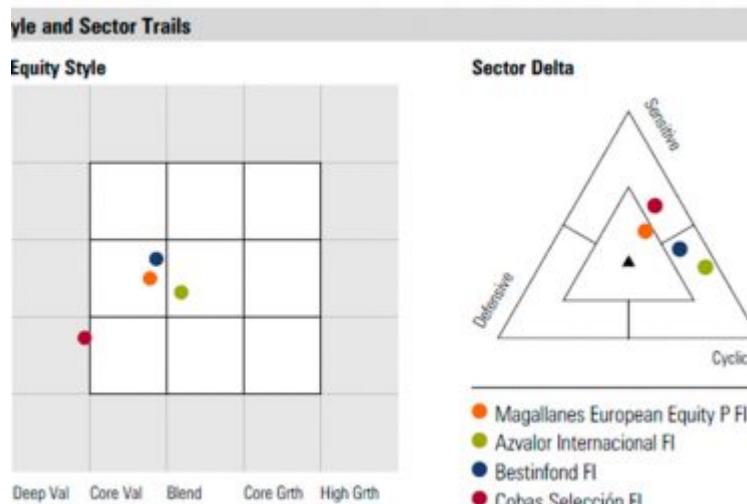 yle and Sector Trails
Equity Style
Sector Delta
Sensitive
Defensive
Cyclic
Magallanes European Equity P FI
Azvalor Internacional FI
Bestinfond FI
Cobas Selección FI
Deep Val Core Val Blend Core Grth High Grth